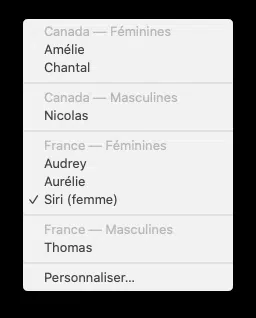 Canada — Féminines
Amélie
Chantal
Canada — Masculines
Nicolas
France — Féminines
Audrey
Aurélie
✓ Siri (femme)
France — Masculines
Thomas
Personnaliser...